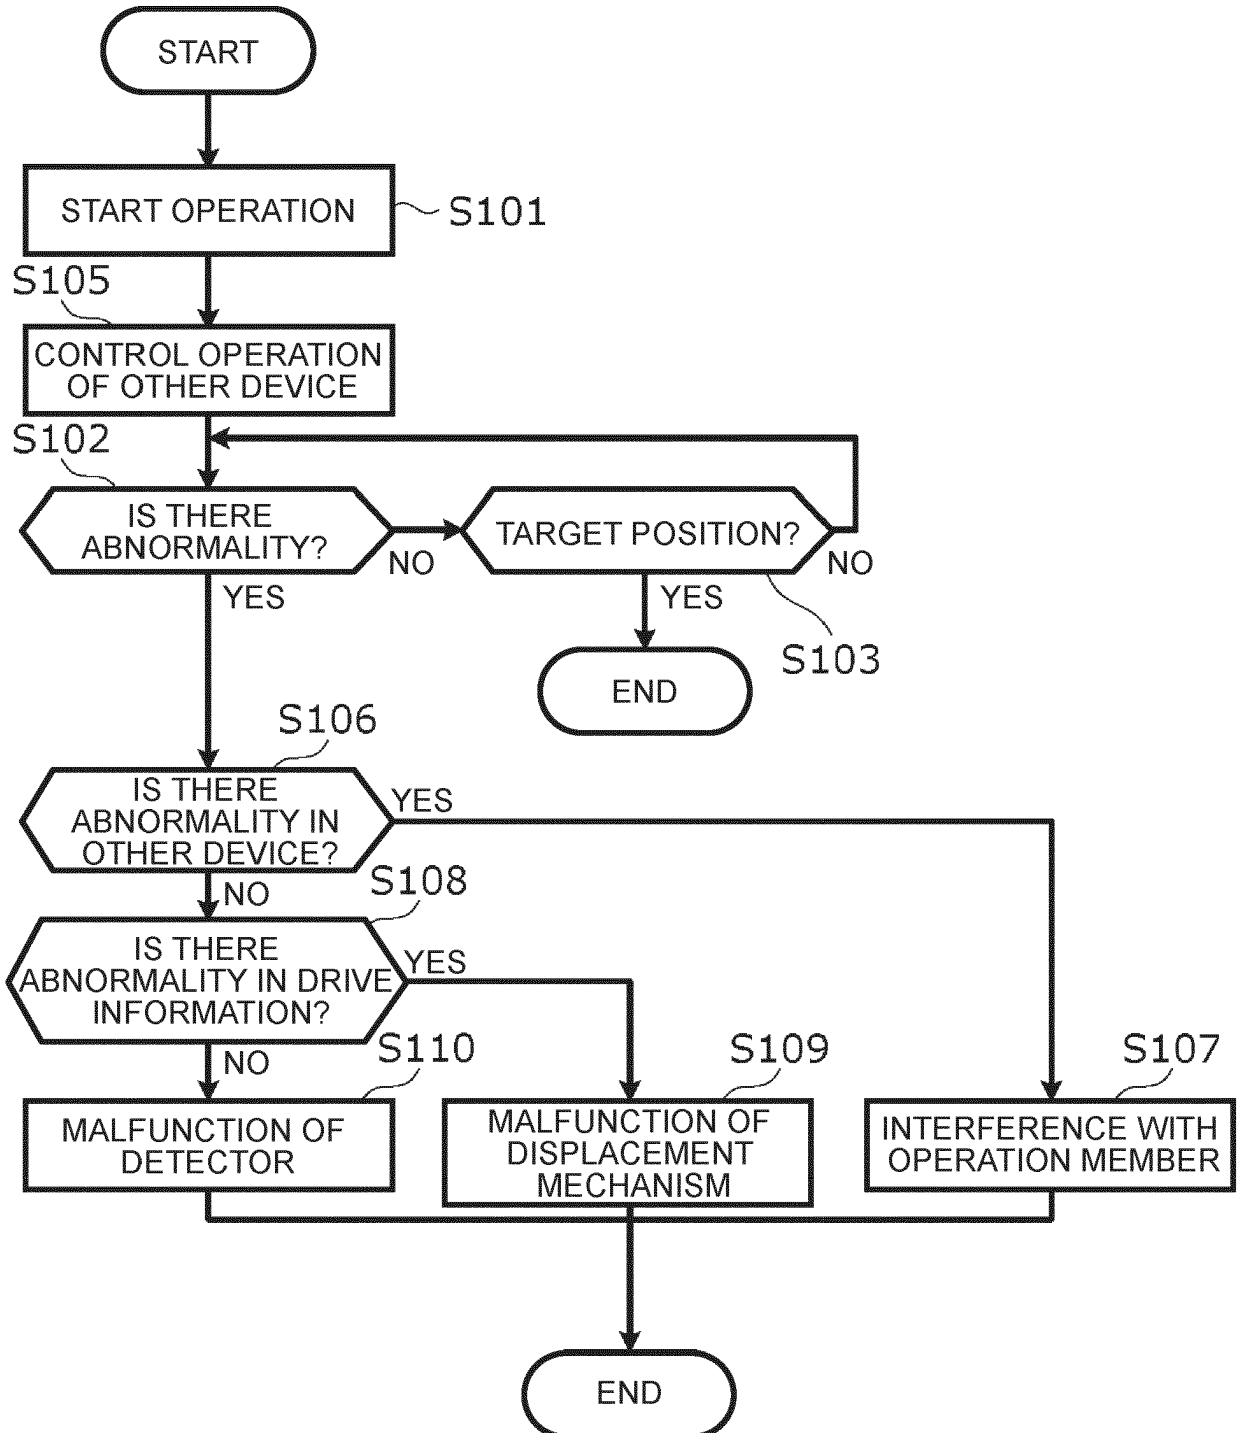 START
START OPERATION
S101
S105
CONTROL OPERATION
OF OTHER DEVICE
S102
IS THERE
ABNORMALITY?
NO
YES
TARGET POSITION?
NO
YES
S103
END
S106
IS THERE
ABNORMALITY IN
OTHER DEVICE?
YES
NO
S108
IS THERE
ABNORMALITY IN DRIVE
INFORMATION?
YES
NO
S110
MALFUNCTION OF
DETECTOR
S109
MALFUNCTION OF
DISPLACEMENT
MECHANISM
S107
INTERFERENCE WITH
OPERATION MEMBER
END